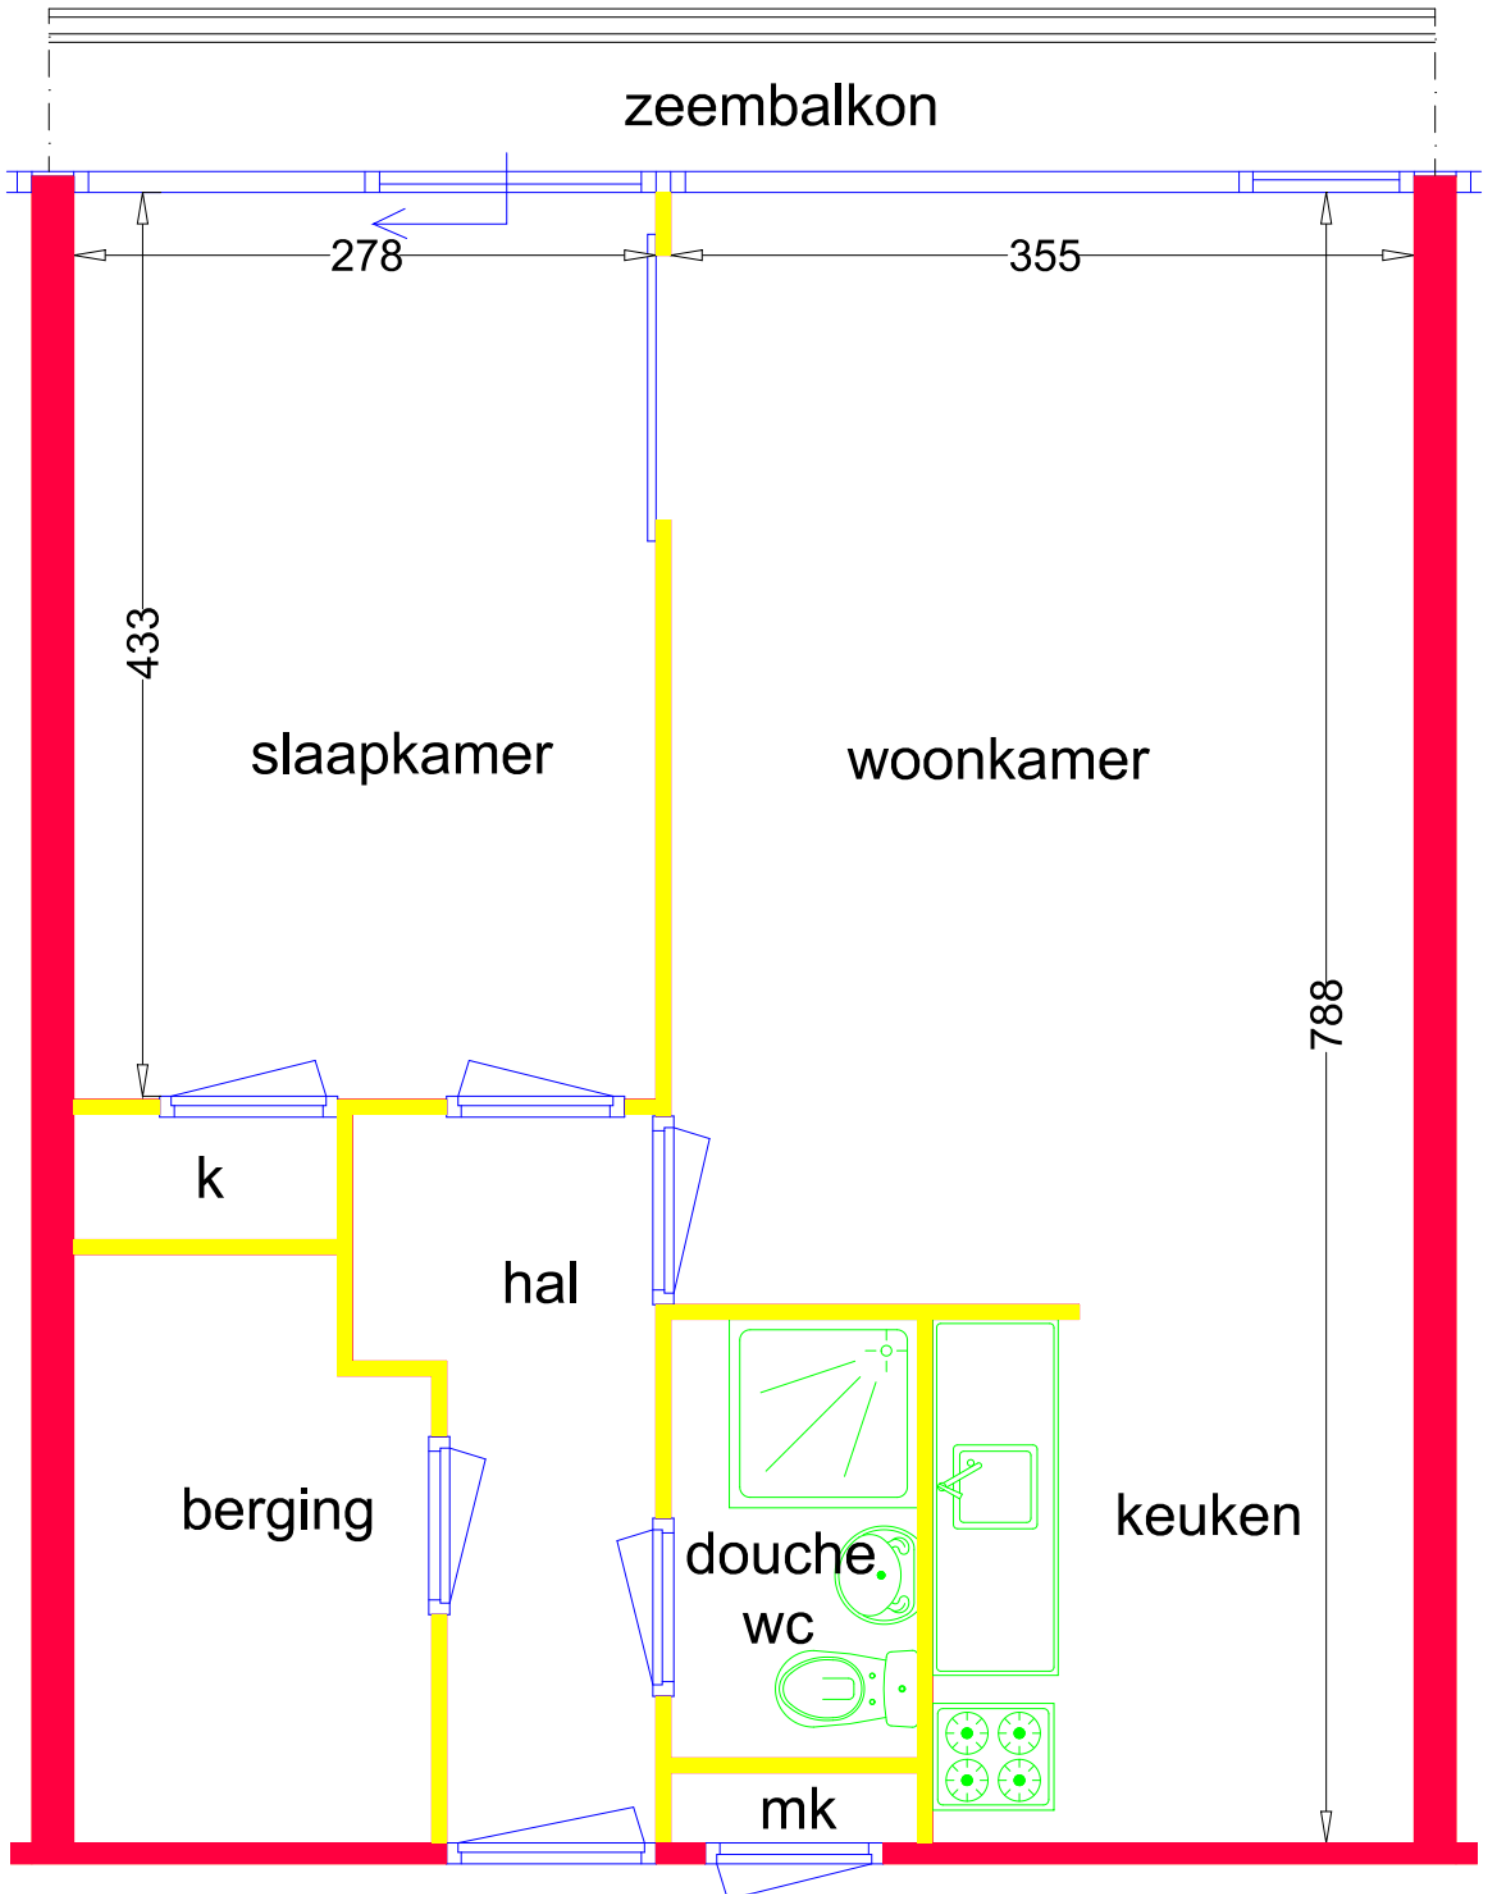 zeembalkon
278
355
433
slaapkamer
woonkamer
788
k
hal
berging
douche
wc
keuken
mk